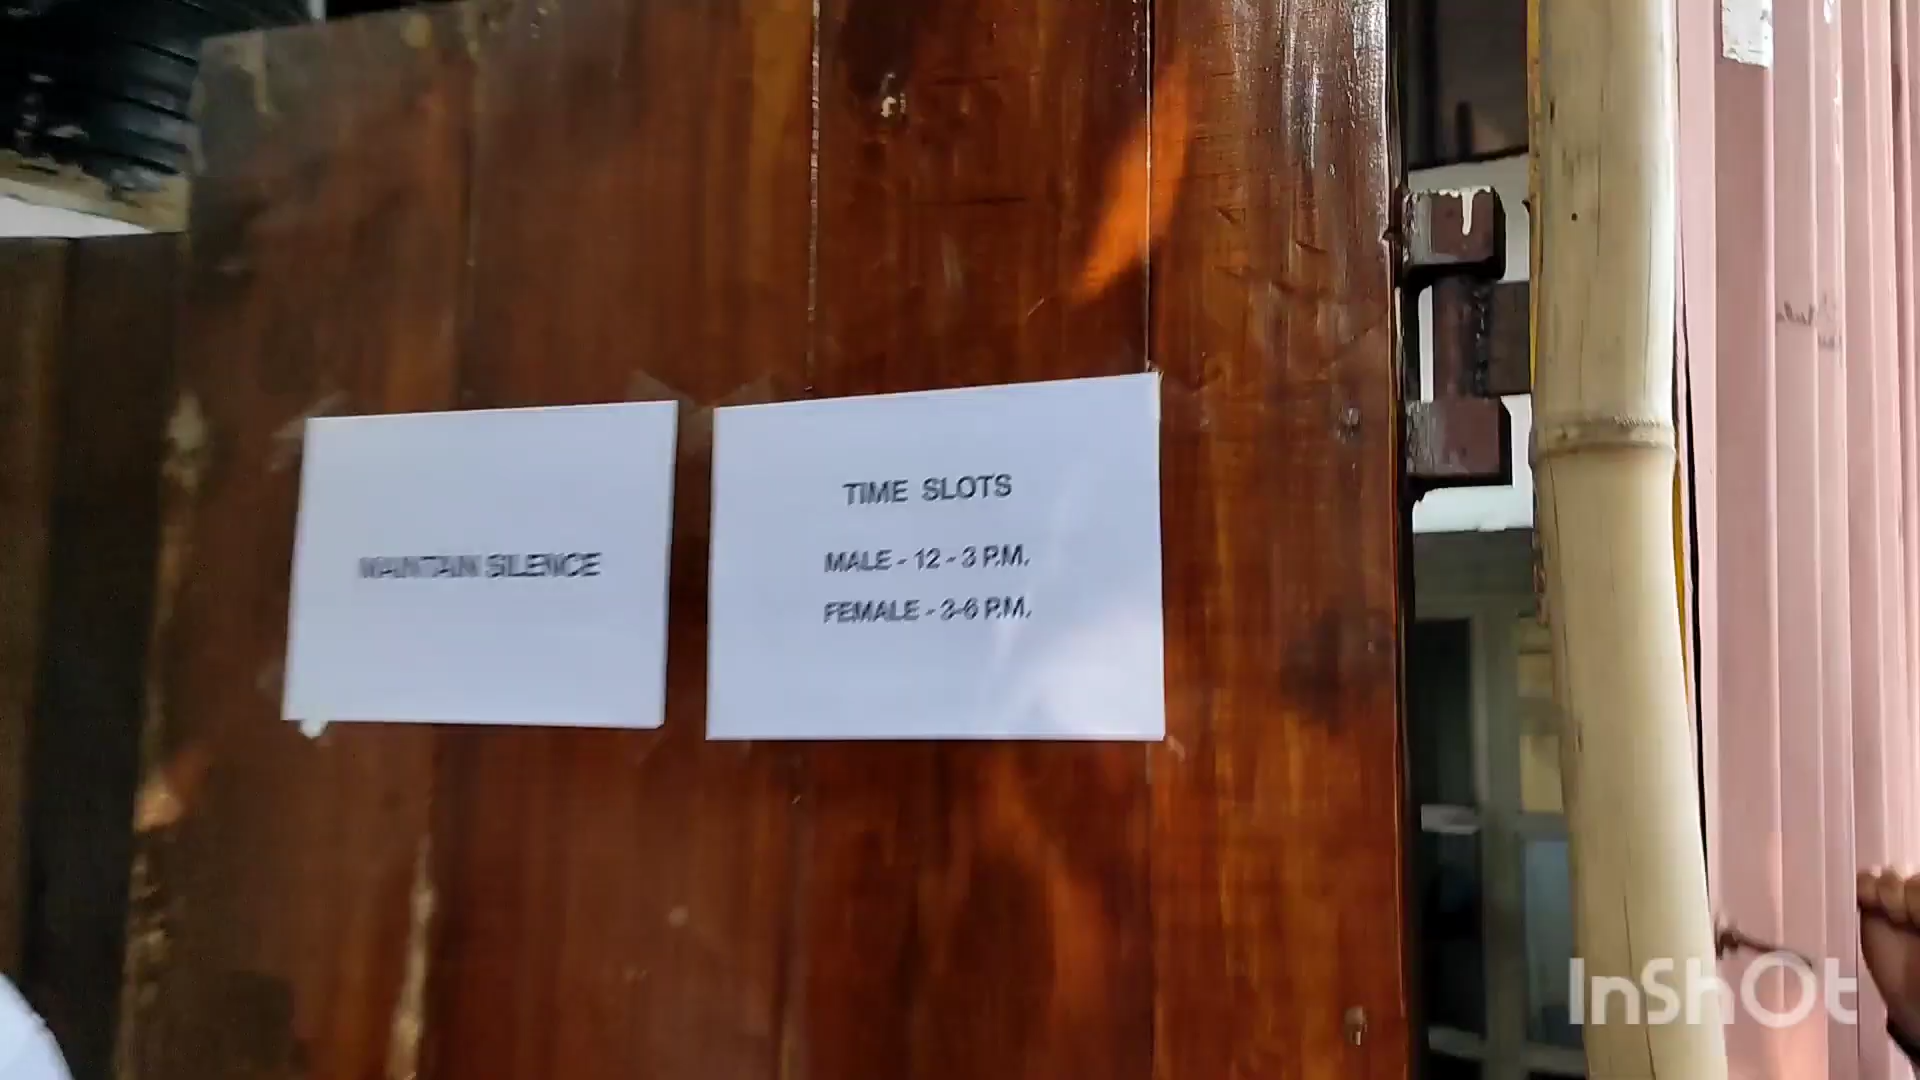 MAINTAIN SILENCE
TIME SLOTS
MALE - 12 - 3 P.M.
FEMALE - 3-6 P.M.
InShOt